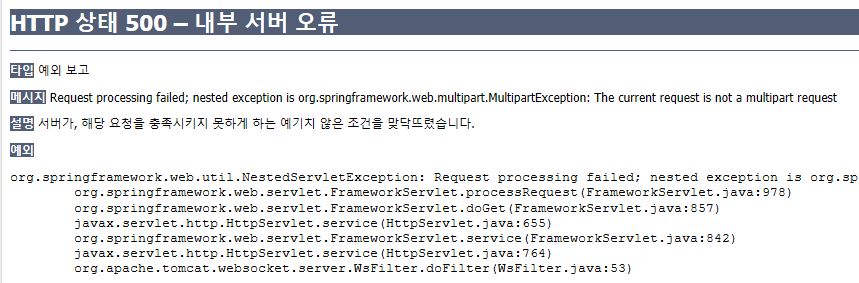 HTTP 상태 500 – 내부 서버 오류
타입 예외 보고
메시지 Request processing failed; nested exception is org.springframework.web.multipart.MultipartException: The current request is not a multipart request
설명 서버가, 해당 요청을 충족시키지 못하게 하는 예기치 않은 조건을 맞닥뜨렸습니다.
예외
org.springframework.web.util.NestedServletException: Request processing failed; nested exception is org.sp
org.springframework.web.servlet.FrameworkServlet.processRequest(FrameworkServlet.java:978)
org.springframework.web.servlet.FrameworkServlet.doGet(FrameworkServlet.java:857)
javax.servlet.http.HttpServlet.service(HttpServlet.java:655)
org.springframework.web.servlet.FrameworkServlet.service(FrameworkServlet.java:842)
javax.servlet.http.HttpServlet.service(HttpServlet.java:764)
org.apache.tomcat.websocket.server.WsFilter.doFilter(WsFilter.java:53)